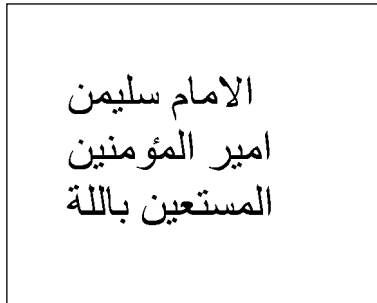 الامام سليمن
امير المؤمنين
المستعين باللة